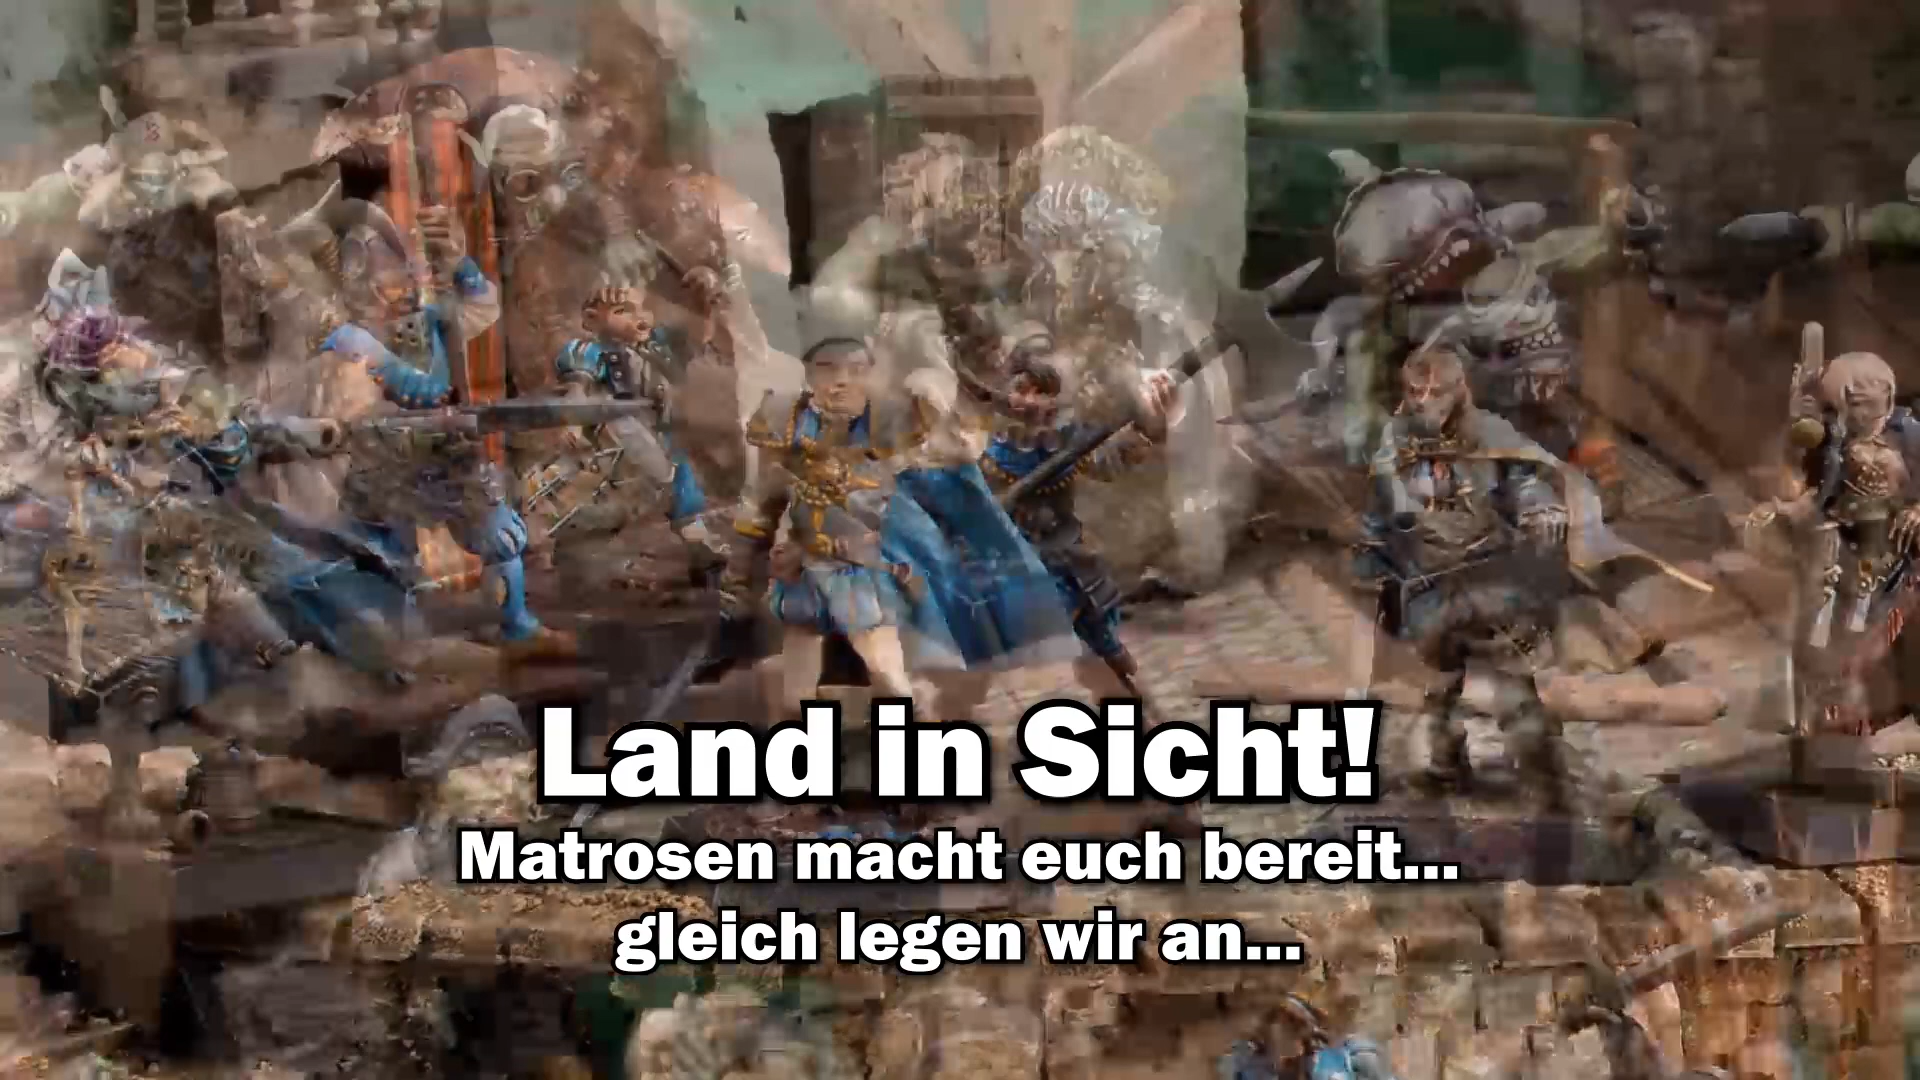 Land in Sicht!
Matrosen macht euch bereit...
gleich legen wir an...